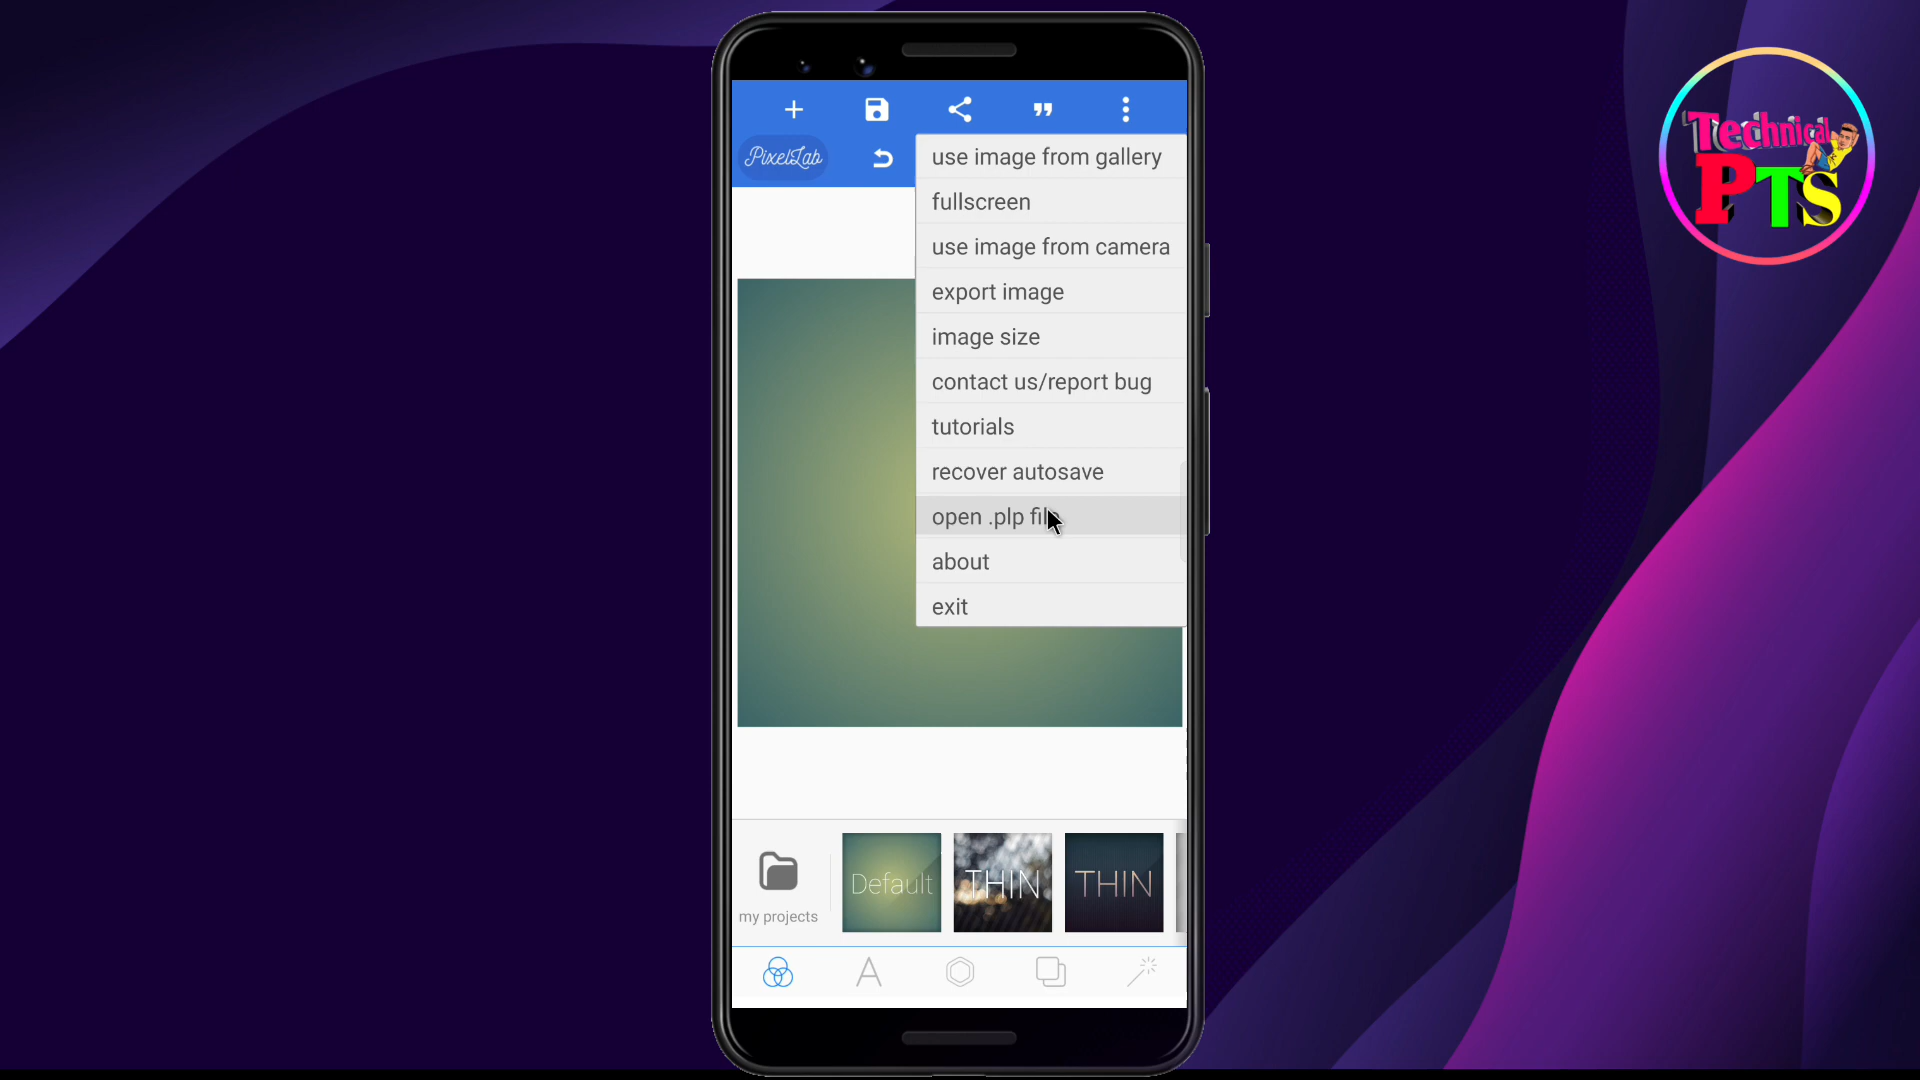 PixelLab
use image from gallery
fullscreen
use image from camera
export image
image size
contact us/report bug
tutorials
recover autosave
open .plp file
about
exit
my projects
Default
THIN
THIN
Technical
PTS